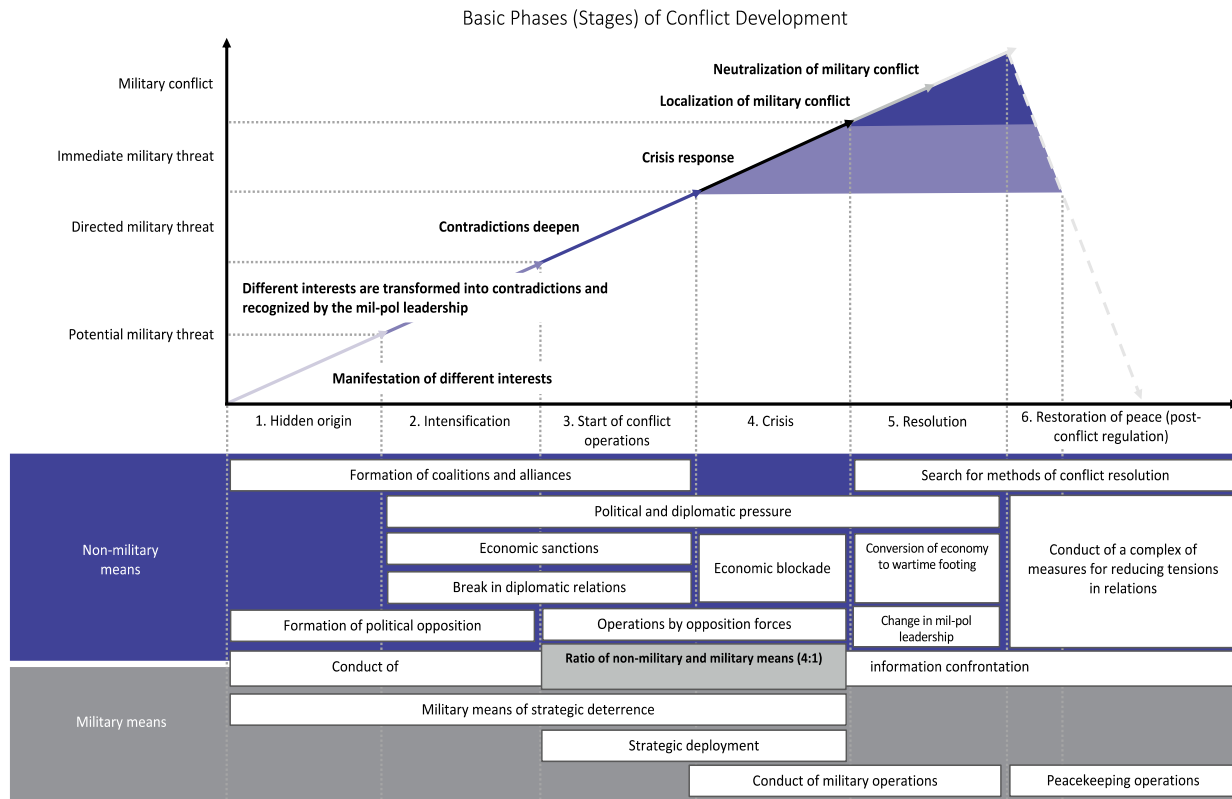 Basic Phases (Stages) of Conflict Development
Military conflict
Immediate military threat
Directed military threat
Potential military threat
Neutralization of military conflict
Localization of military conflict
Crisis response
Contradictions deepen
Different interests are transformed into contradictions and
recognized by the mil-pol leadership
Manifestation of different interests
1. Hidden origin
2. Intensification
3. Start of conflict
operations
4. Crisis
5. Resolution
6. Restoration of peace (post-
conflict regulation)
Non-military
means
Formation of coalitions and alliances
Search for methods of conflict resolution
Political and diplomatic pressure
Economic sanctions
Break in diplomatic relations
Economic blockade
Conversion of economy
to wartime footing
Conduct of a complex of
measures for reducing tensions
in relations
Formation of political opposition
Operations by opposition forces
Change in mil-pol
leadership
Conduct of
Ratio of non-military and military means (4:1)
information confrontation
Military means
Military means of strategic deterrence
Strategic deployment
Conduct of military operations
Peacekeeping operations